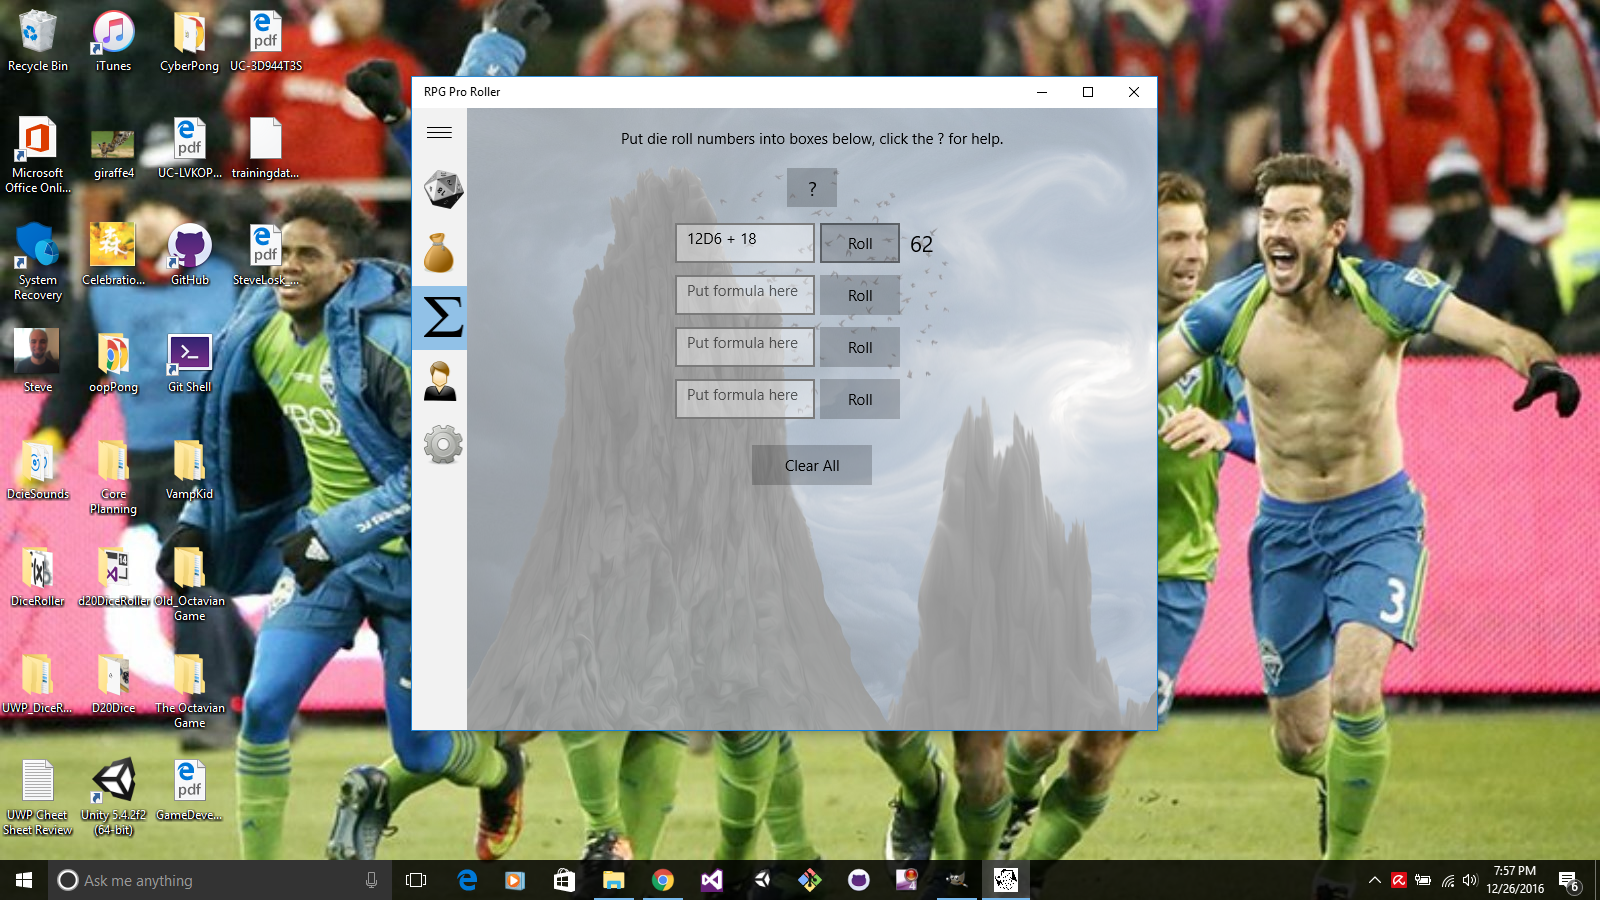 Recycle Bin
iTunes
CyberPong
UC-3D944T3S
Microsoft
Office Onli...
giraffe4
UC-LVKOP...
trainingdat...
System
Recovery
Celebratio...
GitHub
SteveLosk_...
Steve
oopPong
Git Shell
DcieSounds
Core
Planning
VampKid
DiceRoller
d20DiceRoller
Old_Octavian
Game
UWP_DiceR...
D20Dice
The Octavian
Game
UWP Cheet
Sheet Review
Unity 5.4.2f2
(64-bit)
GameDeve...
RPG Pro Roller
Put die roll numbers into boxes below, click the ? for help.
?
12D6 + 18
Roll
62
Put formula here
Roll
Put formula here
Roll
Put formula here
Roll
Clear All
3
Ask me anything
7:57 PM
12/26/2016
6